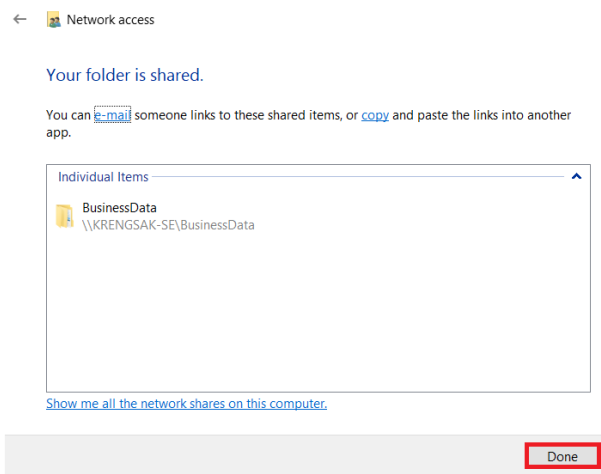 Network access
Your folder is shared.
You can e-mail someone links to these shared items, or copy and paste the links into another
app.
Individual Items
BusinessData
\\KRENGSAK-SE\BusinessData
Show me all the network shares on this computer.
Done